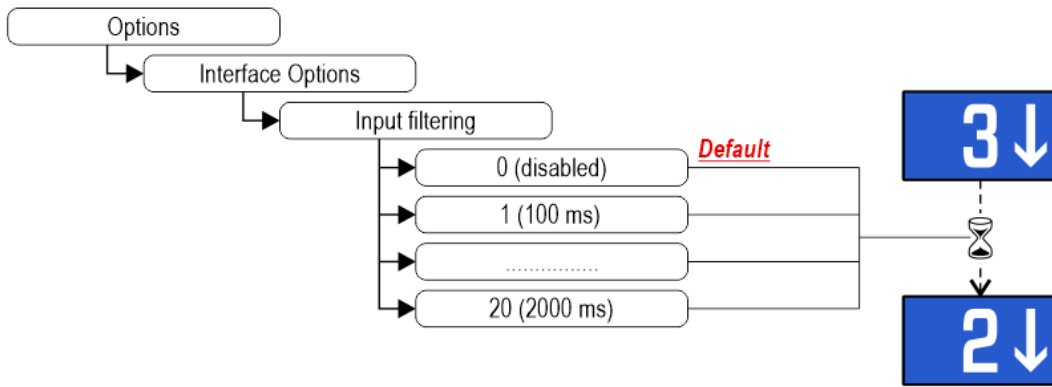 Options
Interface Options
Input filtering
0 (disabled)
Default
1 (100 ms)
................
20 (2000 ms)
3↓
2↓